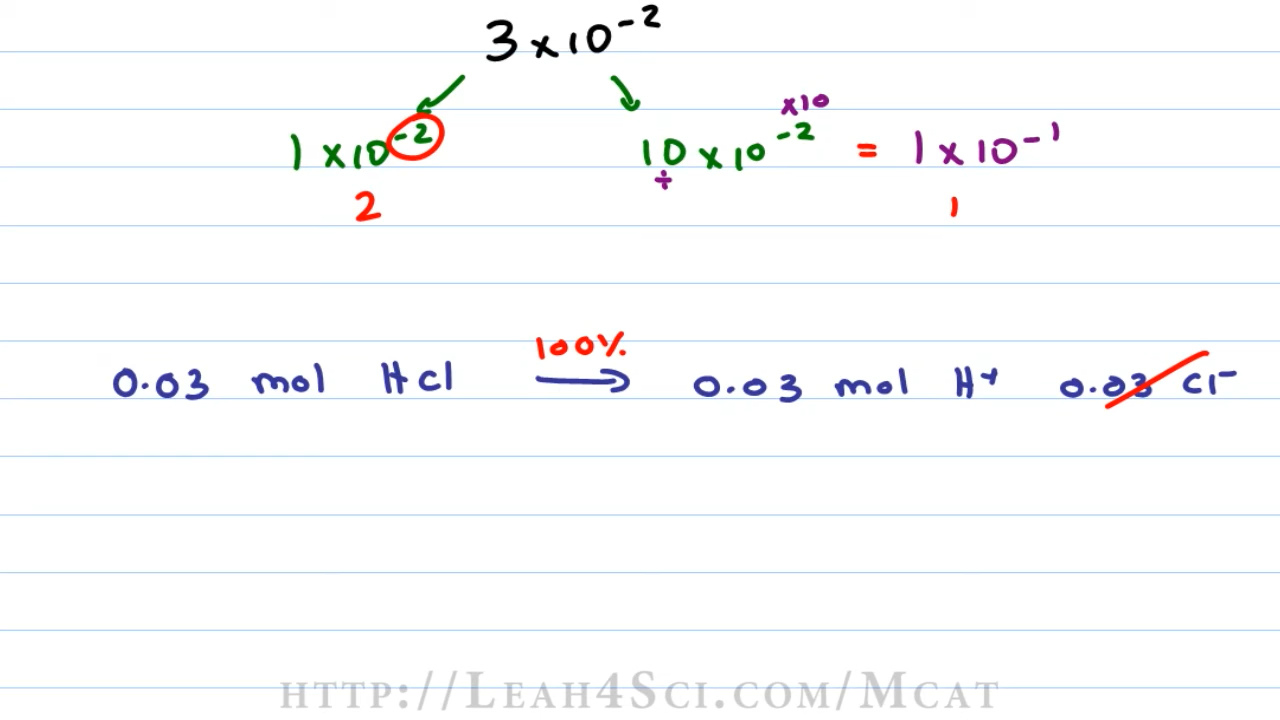 3 x 10⁻²
x10
1 x 10⁻² 10 x 10⁻² = 1 x 10⁻¹
÷
2 1
100%
0.03 mol HCl → 0.03 mol H⁺ 0.03 Cl⁻
HTTP://LEAH4SCI.COM/MCAT